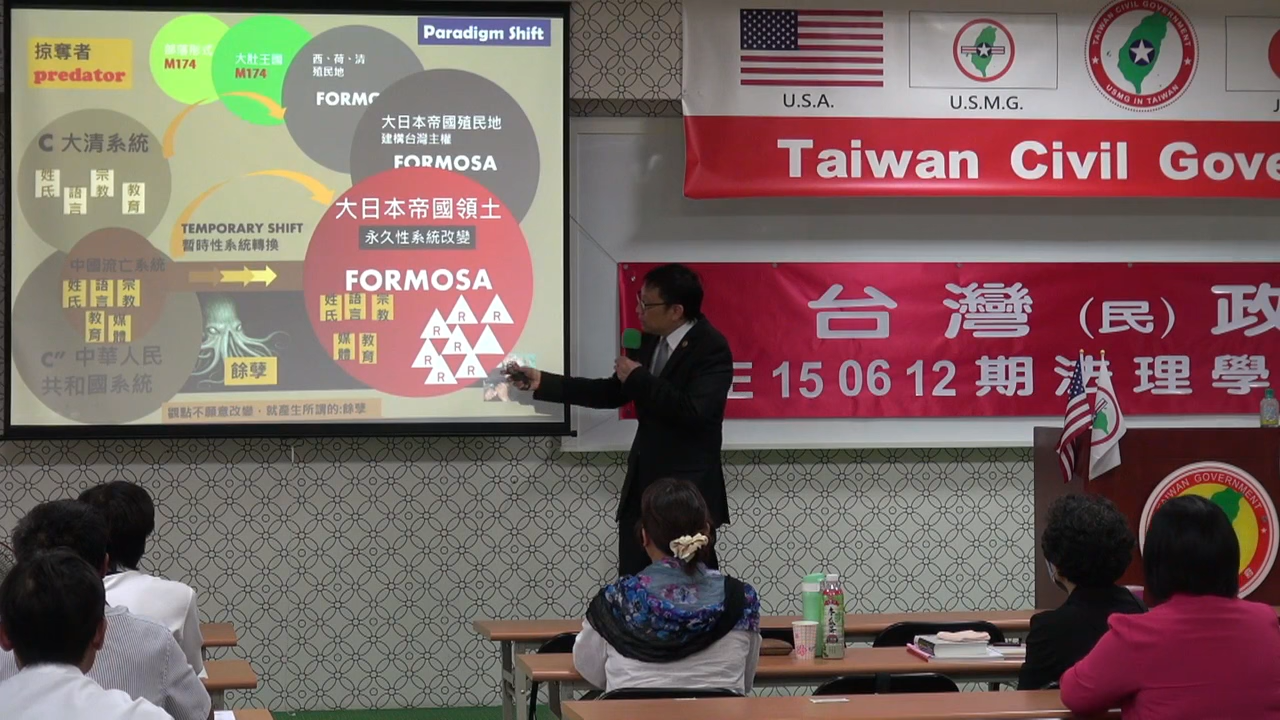 掠奪者
predator
部落形式
M174
大肚王國
M174
西、荷、清
殖民地
FORMO
Paradigm Shift
大日本帝國殖民地
建構台灣主權
FORMOSA
C 大清系統
姓氏
語言
宗教
教育
TEMPORARY SHIFT
暫時性系統轉換
大日本帝國領土
永久性系統改變
FORMOSA
中國流亡系統
姓氏
語言
宗教
教育
媒體
C" 中華人民
共和國系統
餘孽
姓氏
語言
宗教
媒體
教育
R R R
R R R
R R
觀點不願意改變，就產生所謂的:餘孽
U.S.A.
U.S.M.G.
TAIWAN CIVIL GOVERNMENT
USMG IN TAIWAN
Taiwan Civil Gove
台灣(民)政
15 06 12 期法理學
TAIWAN GOVERNMENT